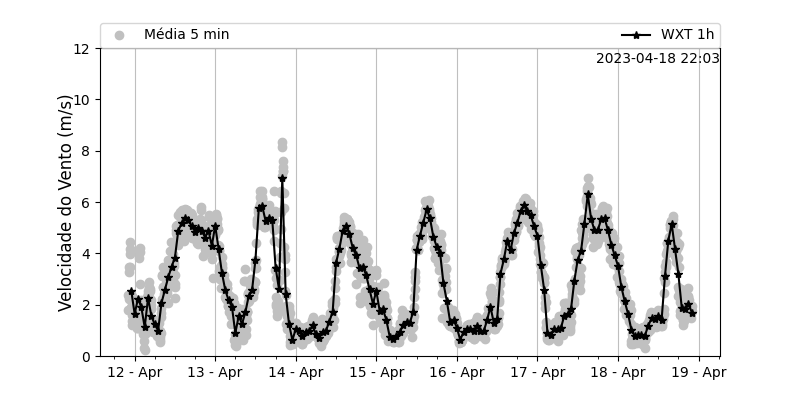 Média 5 min
WXT 1h
2023-04-18 22:03
Velocidade do Vento (m/s)
12
10
8
6
4
2
0
12 - Apr
13 - Apr
14 - Apr
15 - Apr
16 - Apr
17 - Apr
18 - Apr
19 - Apr